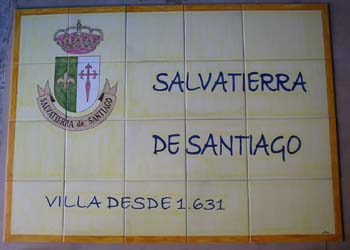 SALVATIERRA de SANTIAGO
SALVATIERRA
DE SANTIAGO
VILLA DESDE 1.631